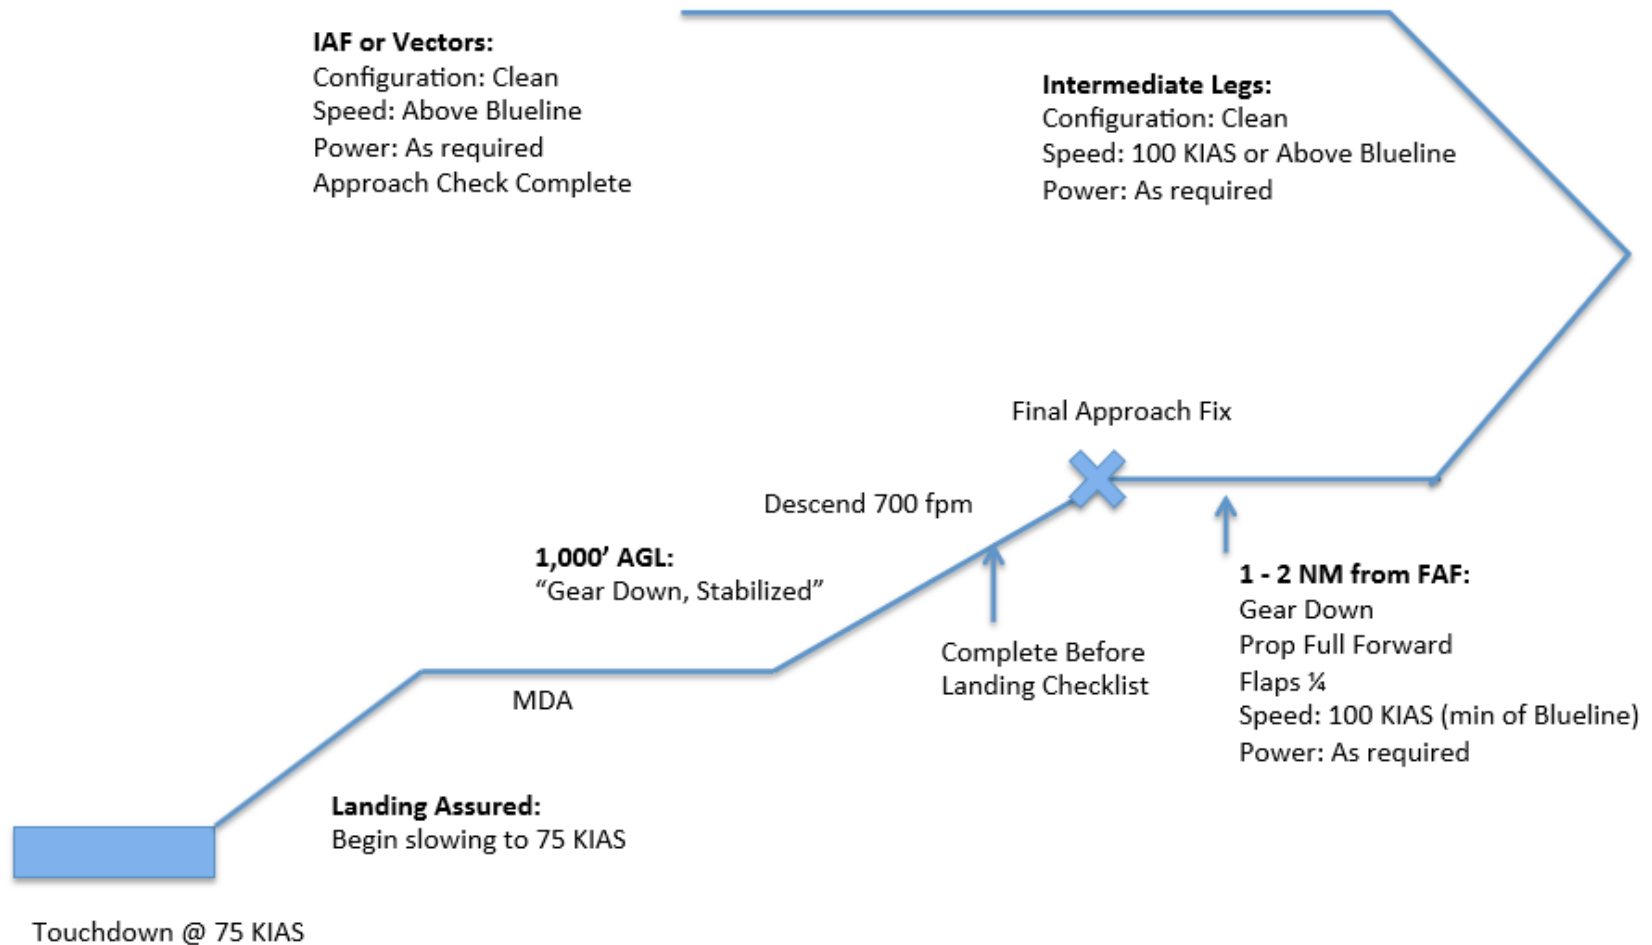 IAF or Vectors:
Configuration: Clean
Speed: Above Blueline
Power: As required
Approach Check Complete
Intermediate Legs:
Configuration: Clean
Speed: 100 KIAS or Above Blueline
Power: As required
Final Approach Fix
Descend 700 fpm
1,000’ AGL:
“Gear Down, Stabilized”
1 - 2 NM from FAF:
Gear Down
Prop Full Forward
Flaps ¼
Speed: 100 KIAS (min of Blueline)
Power: As required
Complete Before
Landing Checklist
MDA
Landing Assured:
Begin slowing to 75 KIAS
Touchdown @ 75 KIAS